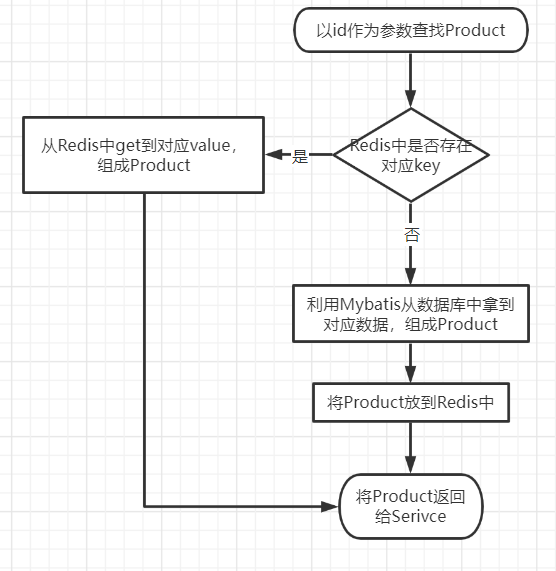 以id作为参数查找Product
Redis中是否存在
对应key
是
从Redis中get到对应value，
组成Product
否
利用Mybatis从数据库中拿到
对应数据，组成Product
将Product放到Redis中
将Product返回
给Serivce